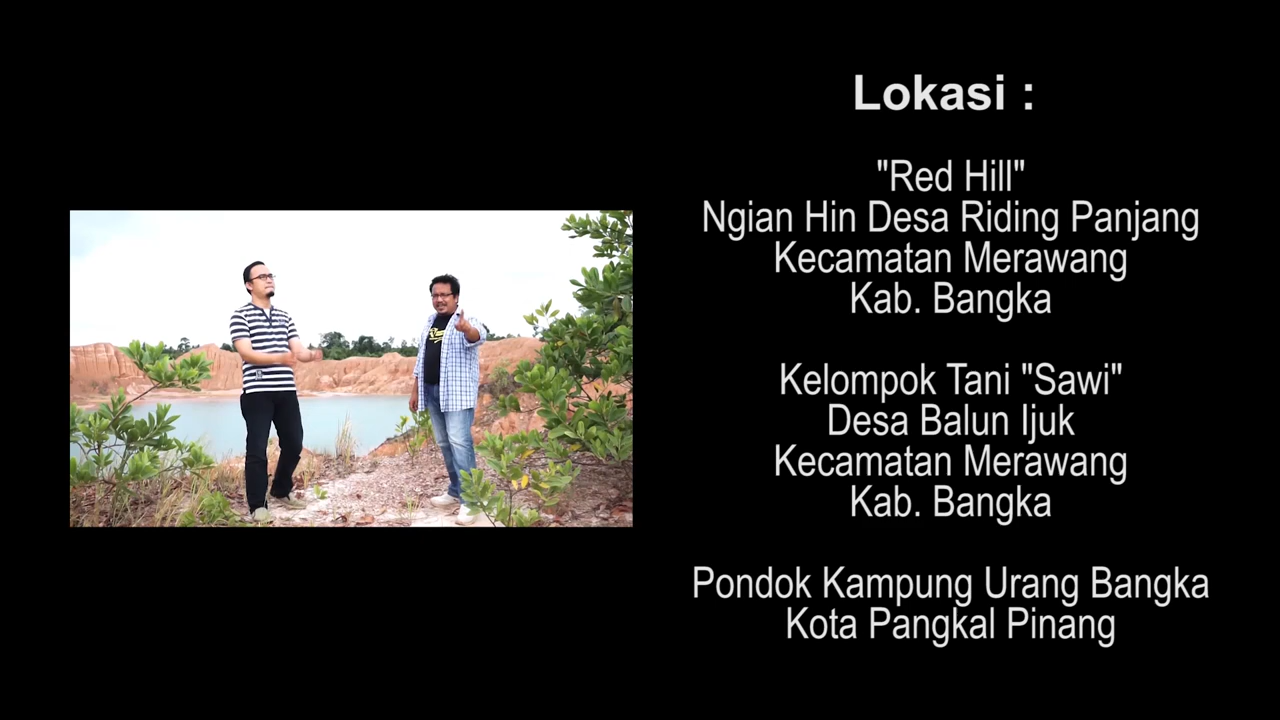 Lokasi :
"Red Hill"
Ngian Hin Desa Riding Panjang
Kecamatan Merawang
Kab. Bangka
Kelompok Tani "Sawi"
Desa Balun Ijuk
Kecamatan Merawang
Kab. Bangka
Pondok Kampung Urang Bangka
Kota Pangkal Pinang